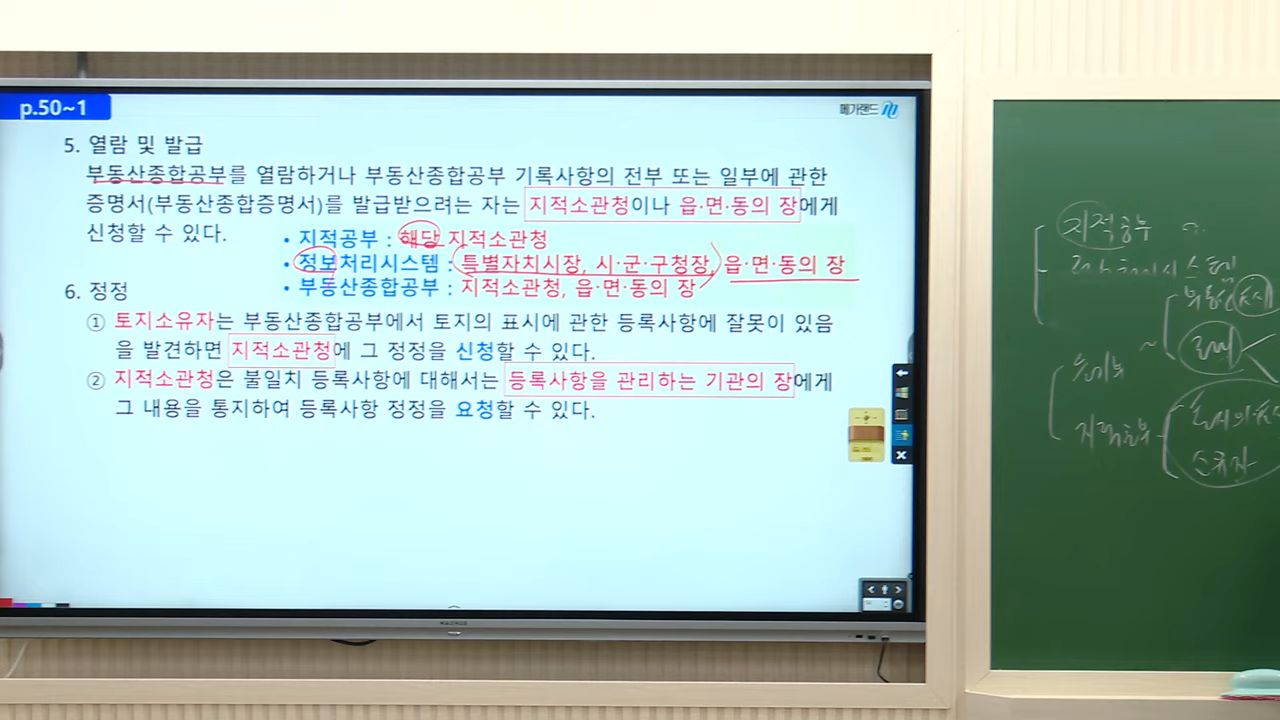 p.50~1
메가랜드
5. 열람 및 발급
부동산종합공부를 열람하거나 부동산종합공부 기록사항의 전부 또는 일부에 관한
증명서(부동산종합증명서)를 발급받으려는 자는 지적소관청이나 읍·면·동의 장에게
신청할 수 있다.
• 지적공부 : 해당 지적소관청
• 정보처리시스템 : 특별자치시장, 시·군·구청장, 읍·면·동의 장
• 부동산종합공부 : 지적소관청, 읍·면·동의 장
6. 정정
① 토지소유자는 부동산종합공부에서 토지의 표시에 관한 등록사항에 잘못이 있음
을 발견하면 지적소관청에 그 정정을 신청할 수 있다.
② 지적소관청은 불일치 등록사항에 대해서는 등록사항을 관리하는 기관의 장에게
그 내용을 통지하여 등록사항 정정을 요청할 수 있다.
지적공부
지적공부
소유자